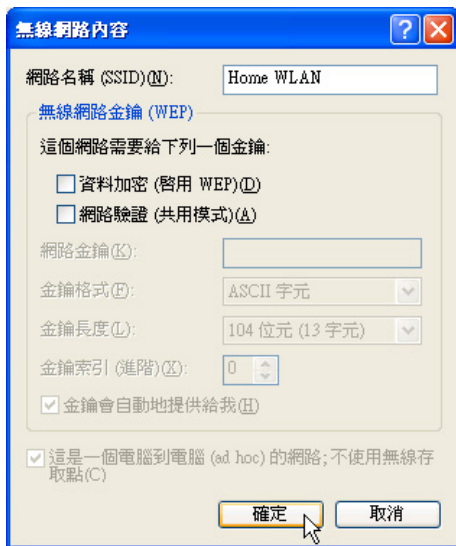 無線網路內容
網路名稱 (SSID)(N):
Home WLAN
無線網路金鑰 (WEP)
這個網路需要給下列一個金鑰:
資料加密 (啓用 WEP)(D)
網路驗證 (共用模式)(A)
網路金鑰(K):
金鑰格式(F):
ASCII 字元
金鑰長度(L):
104 位元 (13 字元)
金鑰索引 (進階)(X):
0
金鑰會自動地提供給我(H)
這是一個電腦到電腦 (ad hoc) 的網路;不使用無線存
取點(C)
確定
取消